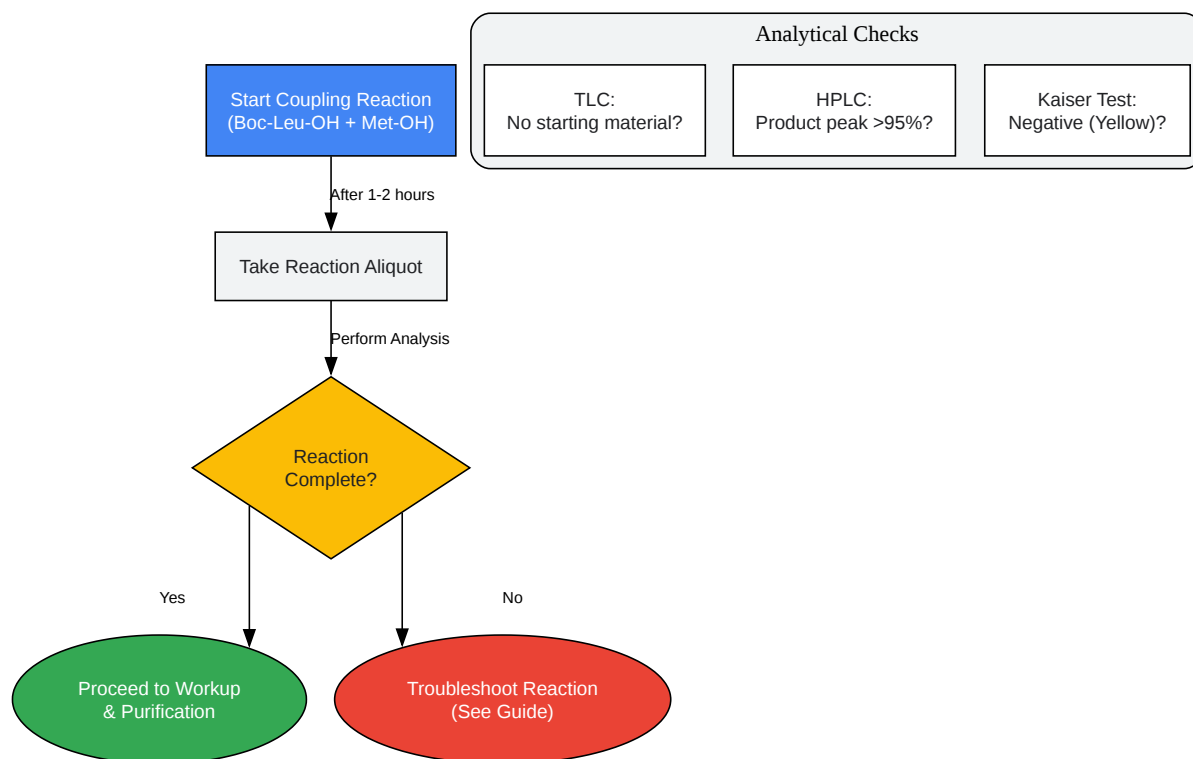 Analytical Checks
Start Coupling Reaction
(Boc-Leu-OH + Met-OH)
TLC:
No starting material?
HPLC:
Product peak >95%?
Kaiser Test:
Negative (Yellow)?
After 1-2 hours
Take Reaction Aliquot
Perform Analysis
Reaction
Complete?
Yes
No
Proceed to Workup
& Purification
Troubleshoot Reaction
(See Guide)